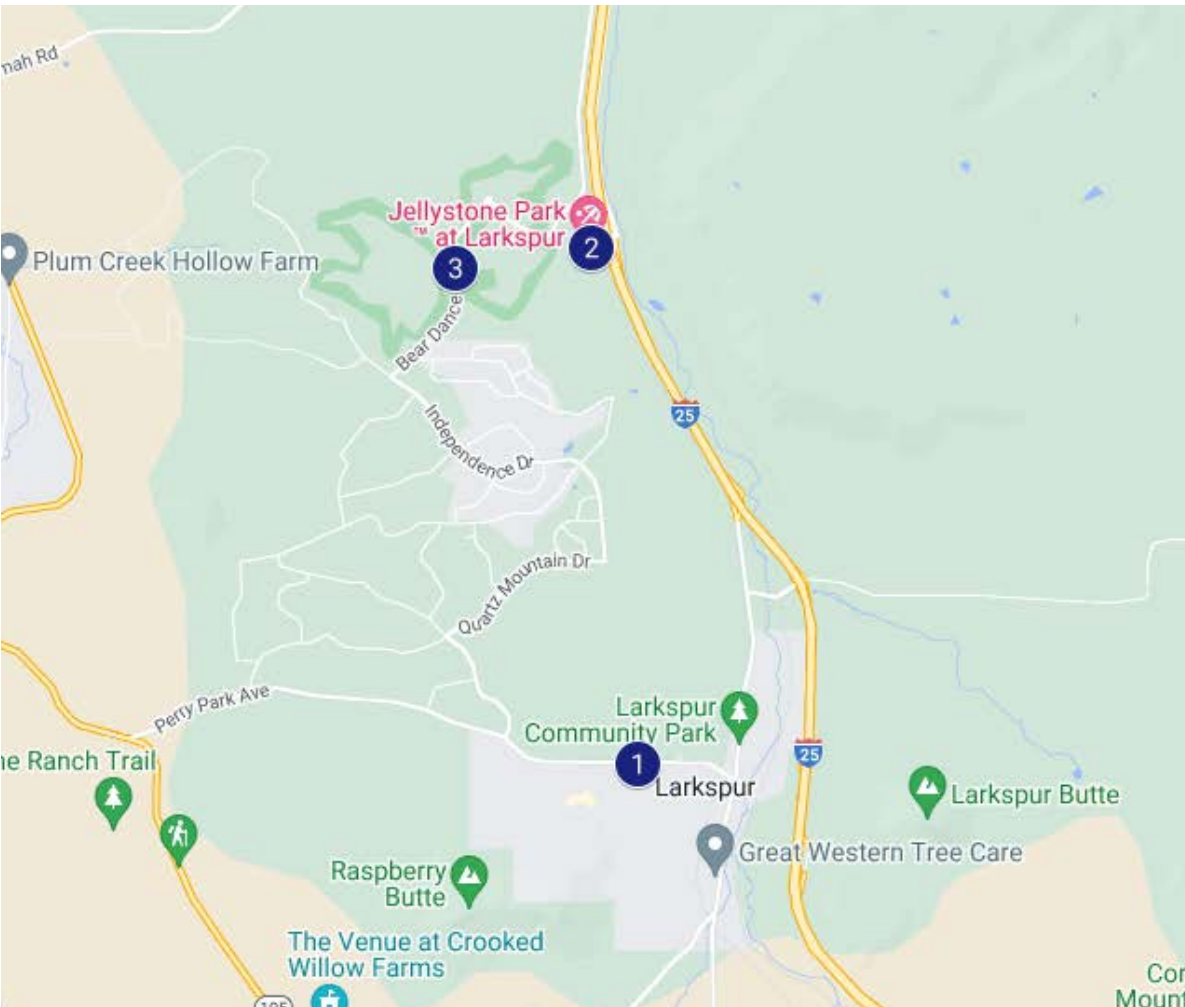 mah Rd
Jellystone Park
™ at Larkspur
2
3
Plum Creek Hollow Farm
Bear Dance
25
Independence Dr
Quartz Mountain Dr
Perry Park Ave
Larkspur
Community Park
25
ne Ranch Trail
1
Larkspur
Larkspur Butte
Great Western Tree Care
Raspberry
Butte
The Venue at Crooked
Willow Farms
105
Cor
Mount